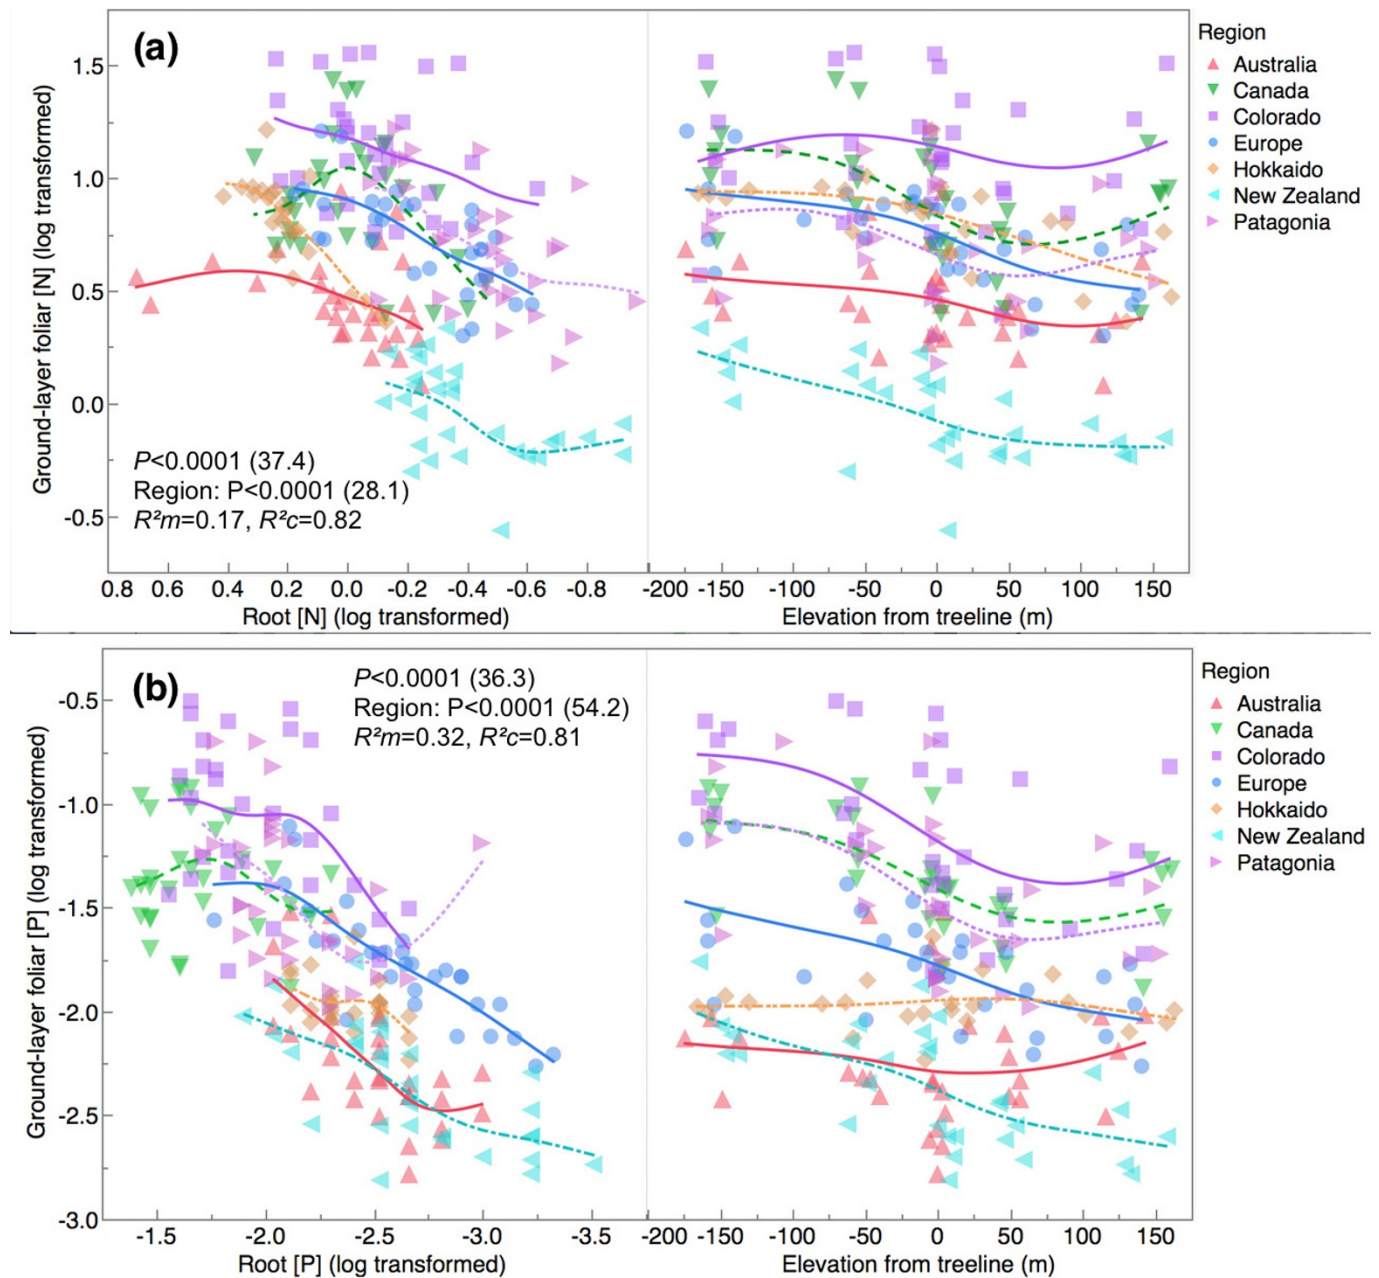 (a)
Ground-layer foliar [N] (log transformed)
1.5
1.0
0.5
0.0
-0.5
P<0.0001 (37.4)
Region: P<0.0001 (28.1)
R²m=0.17, R²c=0.82
0.8 0.6 0.4 0.2 0.0 -0.2 -0.4 -0.6 -0.8 -200 -150 -100 -50 0 50 100 150
Root [N] (log transformed) Elevation from treeline (m)
Region
Australia
Canada
Colorado
Europe
Hokkaido
New Zealand
Patagonia
(b)
Ground-layer foliar [P] (log transformed)
-0.5
-1.0
-1.5
-2.0
-2.5
-3.0
P<0.0001 (36.3)
Region: P<0.0001 (54.2)
R²m=0.32, R²c=0.81
-1.5 -2.0 -2.5 -3.0 -3.5 -200 -150 -100 -50 0 50 100 150
Root [P] (log transformed) Elevation from treeline (m)
Region
Australia
Canada
Colorado
Europe
Hokkaido
New Zealand
Patagonia